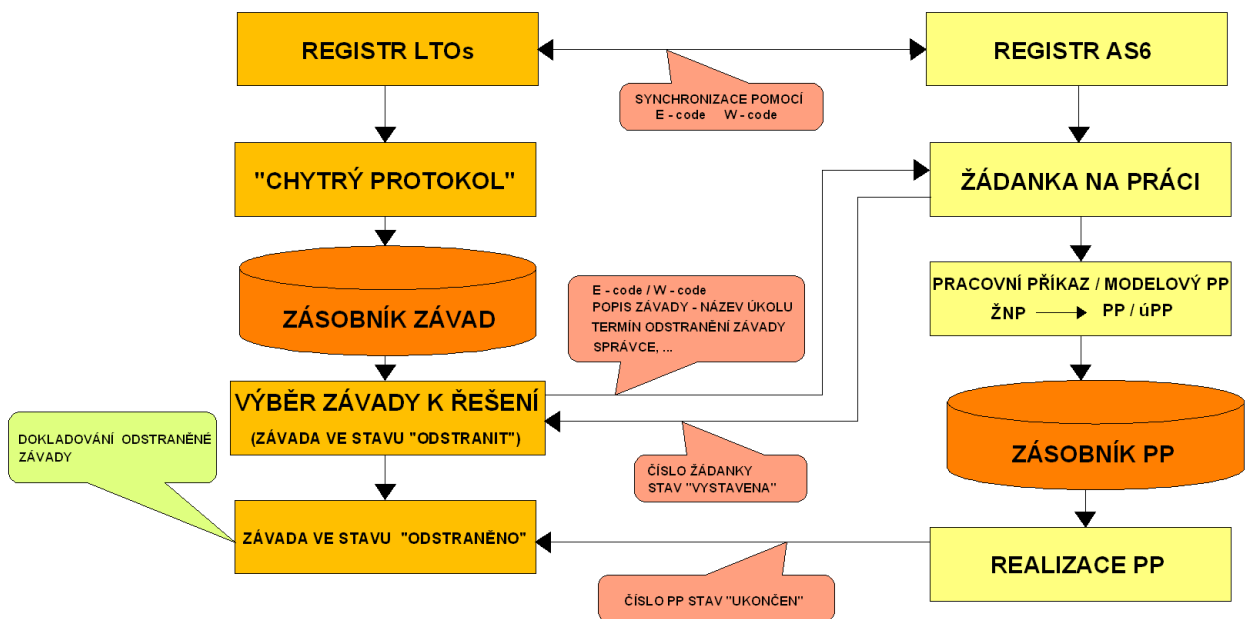 REGISTR LTOs
REGISTR AS6
SYNCHRONIZACE POMOCÍ
E - code W - code
"CHYTRÝ PROTOKOL"
ŽÁDANKA NA PRÁCI
ZÁSOBNÍK ZÁVAD
E - code / W - code
POPIS ZÁVADY - NÁZEV ÚKOLU
TERMÍN ODSTRANĚNÍ ZÁVADY
SPRÁVCE, ...
PRACOVNÍ PŘÍKAZ / MODELOVÝ PP
ŽNP PP / úPP
VÝBĚR ZÁVADY K ŘEŠENÍ
(ZÁVADA VE STAVU "ODSTRANIT")
DOKLADOVÁNÍ ODSTRANĚNÉ
ZÁVADY
ČÍSLO ŽÁDANKY
STAV "VYSTAVENA"
ZÁSOBNÍK PP
ZÁVADA VE STAVU "ODSTRANĚNO"
REALIZACE PP
ČÍSLO PP STAV "UKONČEN"